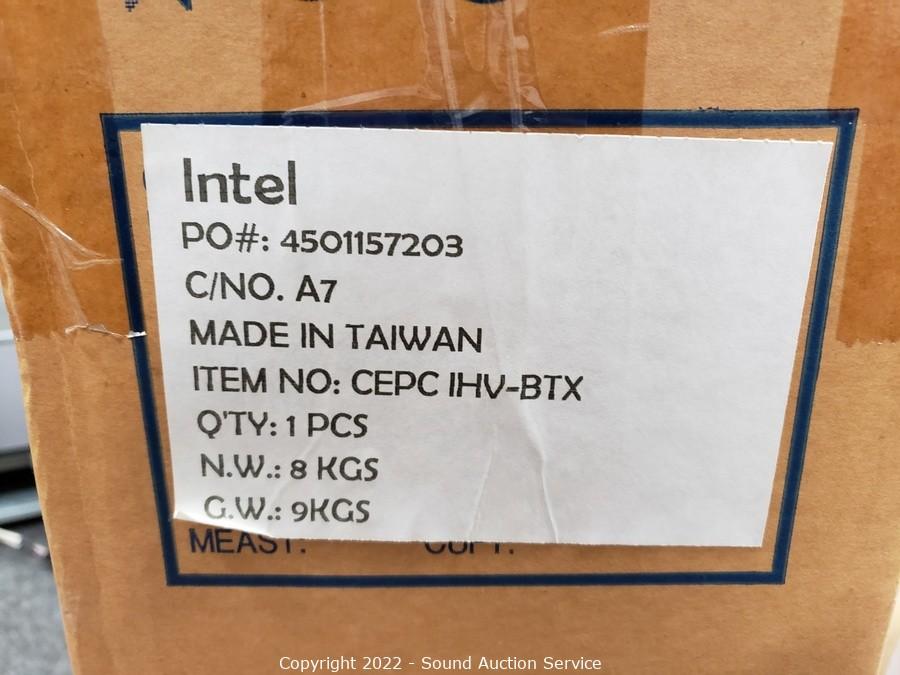 Intel
PO#: 4501157203
C/NO. A7
MADE IN TAIWAN
ITEM NO: CEPC IHV-BTX
Q'TY: 1 PCS
N.W.: 8 KGS
G.W.: 9KGS
MEAST: CUFT.
Copyright 2022 - Sound Auction Service